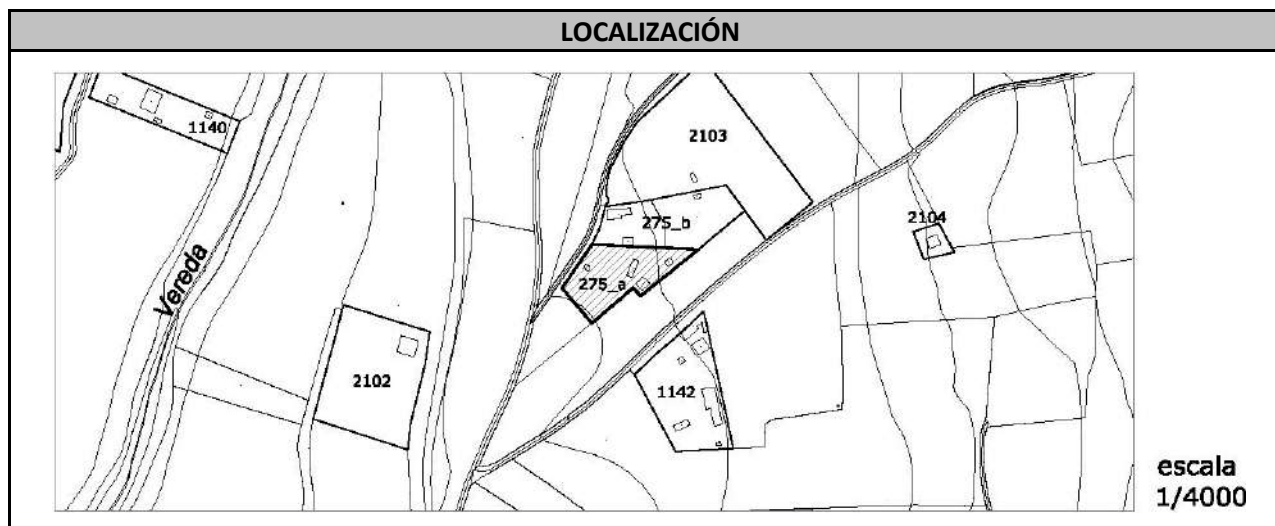 LOCALIZACIÓN
1140
2103
2104
275_b
Vereda
275_a
2102
1142
escala
1/4000